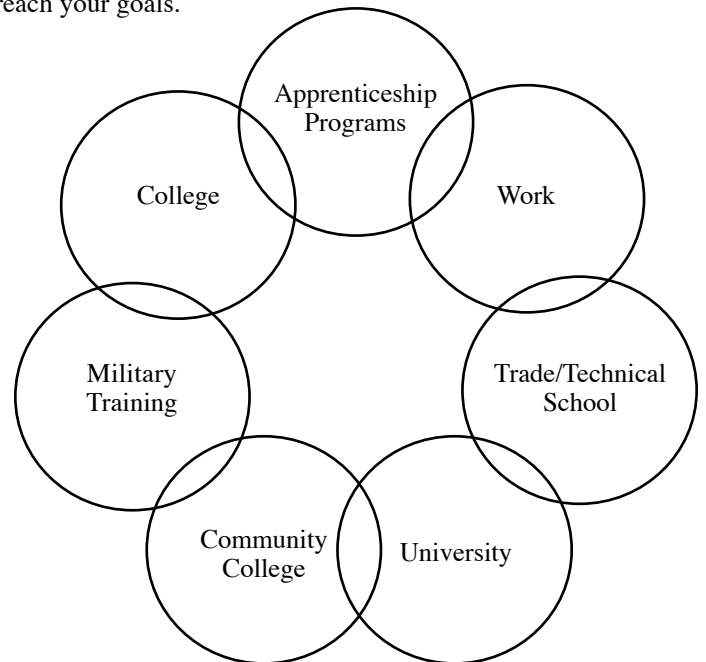 reach your goals.
Apprenticeship
Programs
College
Work
Military
Training
Trade/Technical
School
Community
College
University